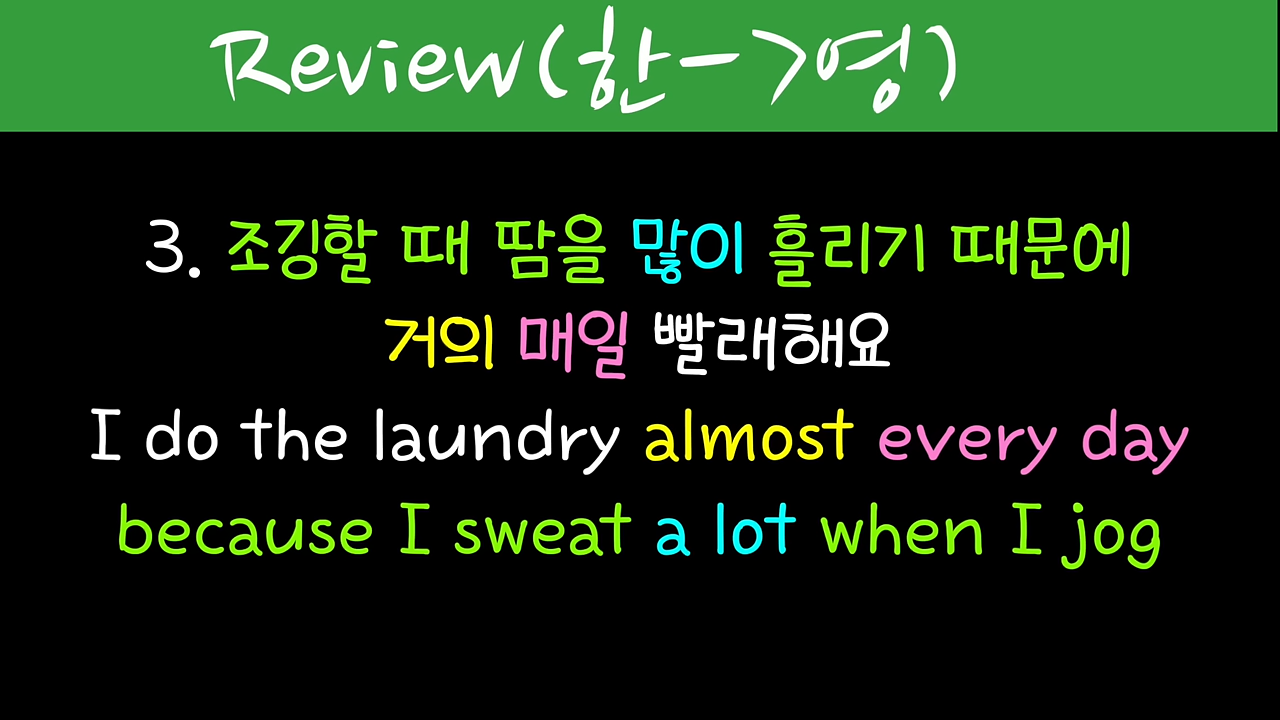 Review(한->영)
3. 조깅할 때 땀을 많이 흘리기 때문에
거의 매일 빨래해요
I do the laundry almost every day
because I sweat a lot when I jog